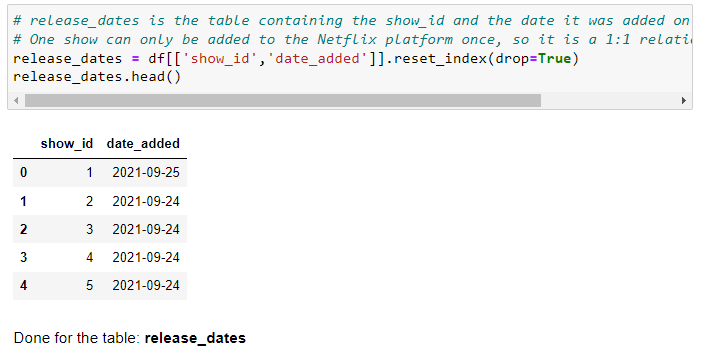 # release_dates is the table containing the show_id and the date it was added on
# One show can only be added to the Netflix platform once, so it is a 1:1
release_dates = df[['show_id','date_added']].reset_index(drop=True)
release_dates.head()
show_id date_added
0 1 2021-09-25
1 2 2021-09-24
2 3 2021-09-24
3 4 2021-09-24
4 5 2021-09-24
Done for the table: release_dates